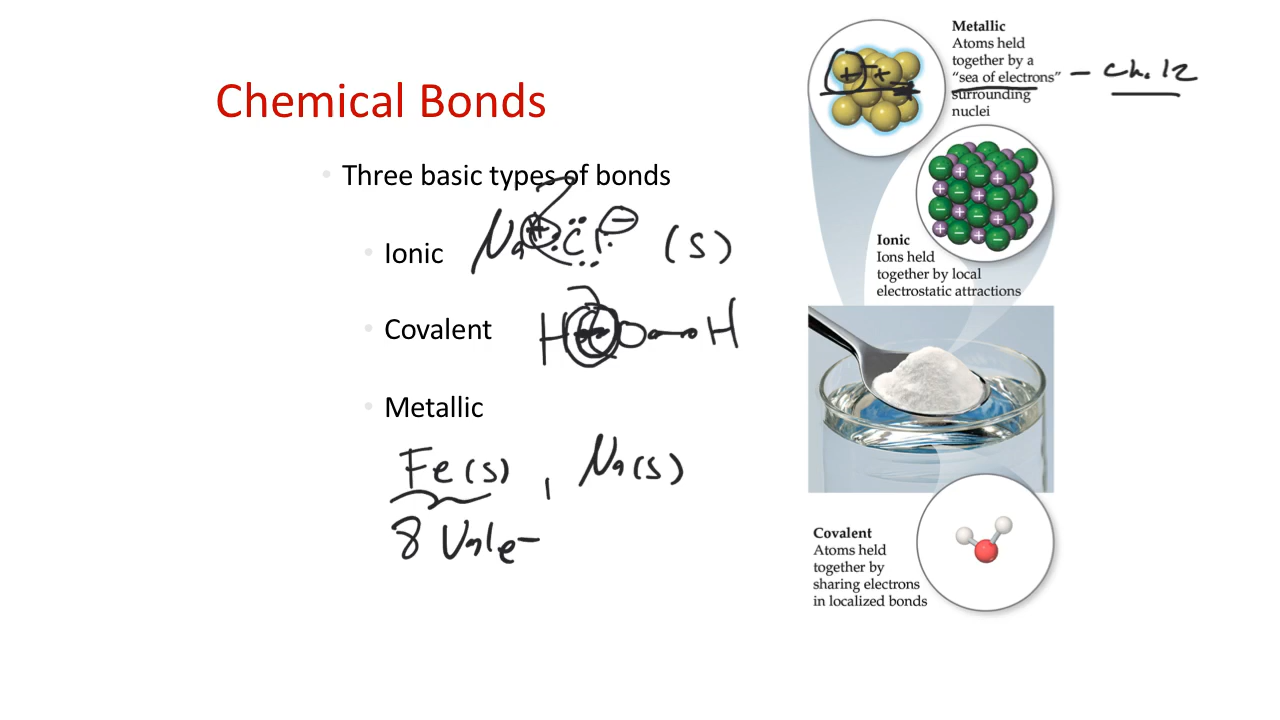 Chemical Bonds
• Three basic types of bonds
• Ionic Na + Cl − (s)
• Covalent H O H
• Metallic
Fe(s) , Na(s)
8 Val e−
Metallic
Atoms held
together by a
“sea of electrons” – Ch. 12
surrounding
nuclei
+ +
Ionic
Ions held
together by local
electrostatic attractions
Covalent
Atoms held
together by
sharing electrons
in localized bonds